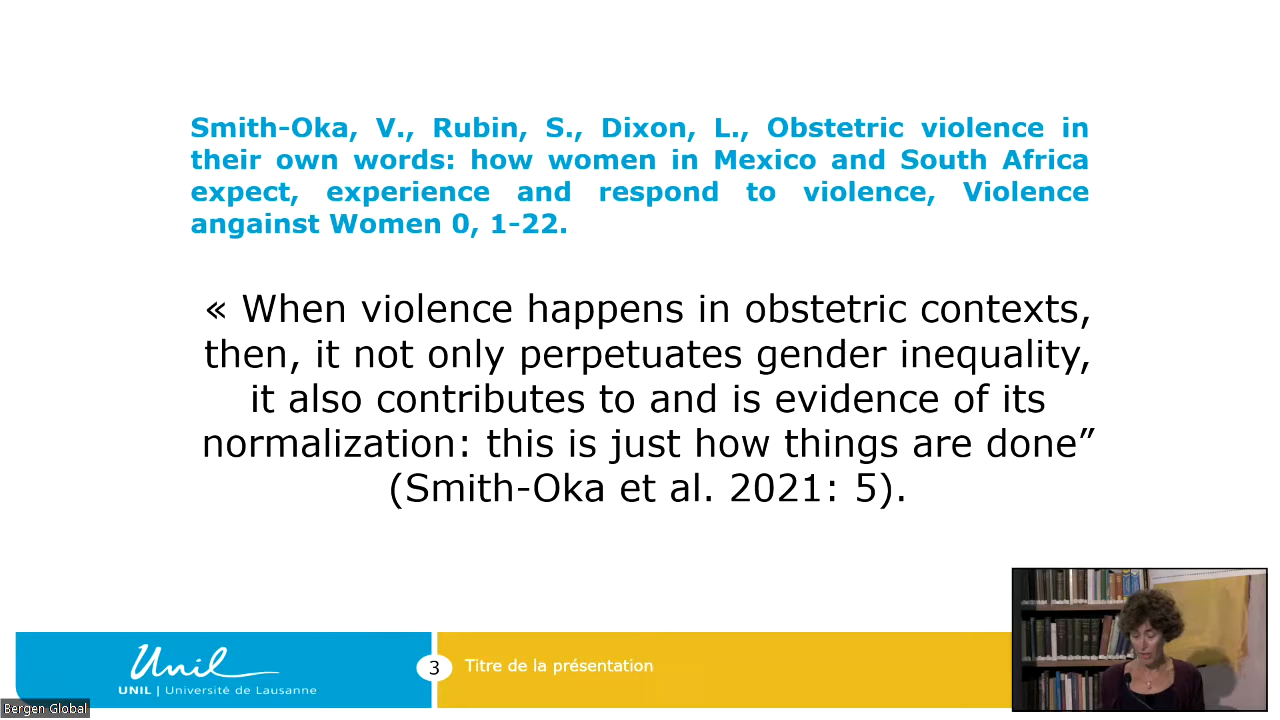 Smith-Oka, V., Rubin, S., Dixon, L., Obstetric violence in
their own words: how women in Mexico and South Africa
expect, experience and respond to violence, Violence
angainst Women 0, 1-22.
« When violence happens in obstetric contexts,
then, it not only perpetuates gender inequality,
it also contributes to and is evidence of its
normalization: this is just how things are done”
(Smith-Oka et al. 2021: 5).
Unil
UNIL | Université de Lausanne
3
Titre de la présentation
Bergen Global